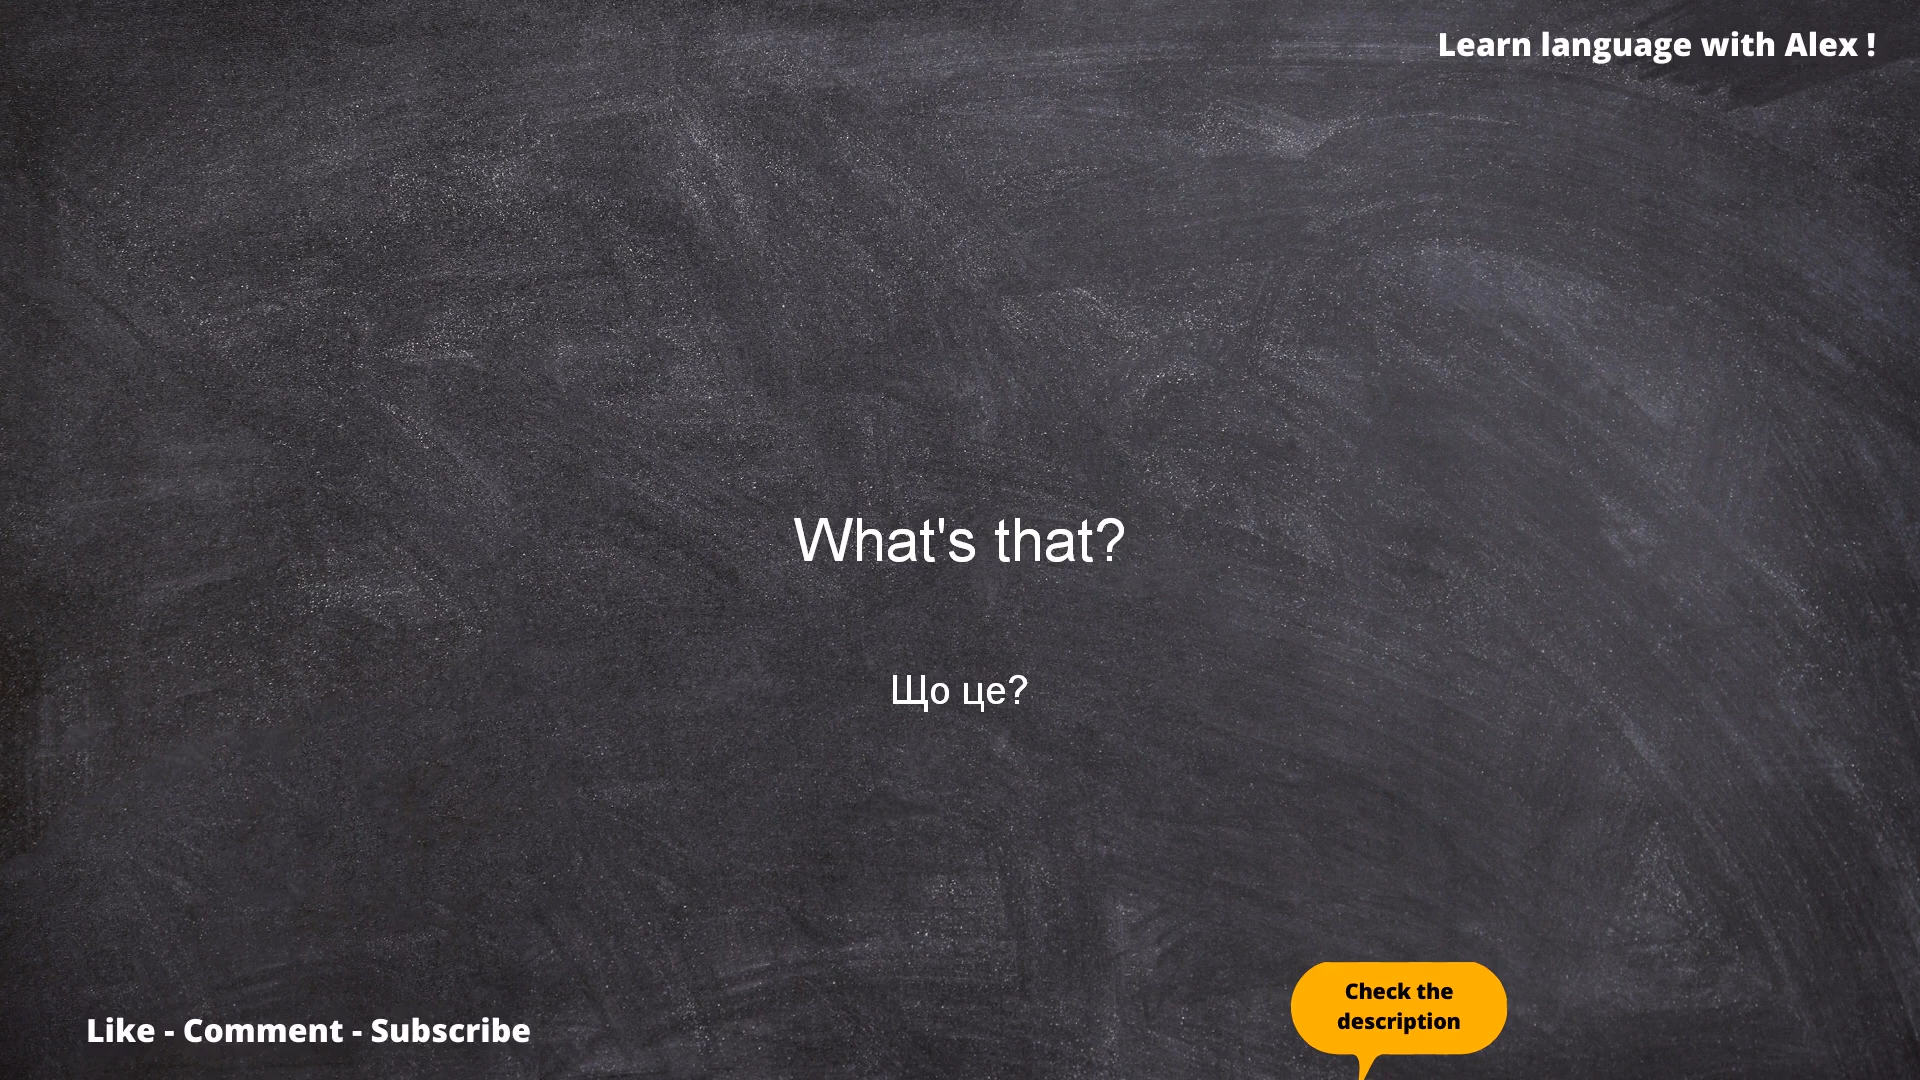 Learn language with Alex !
What's that?
Що це?
Check the
description
Like - Comment - Subscribe